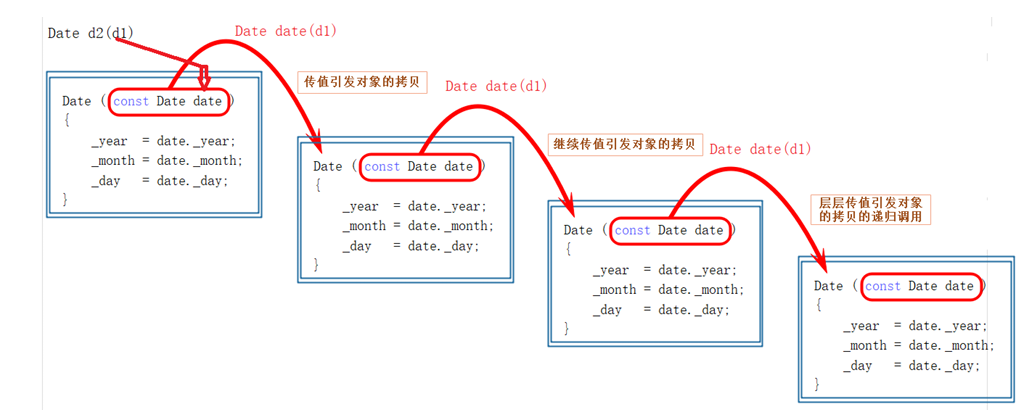 Date d2(d1)
Date date(d1)
传值引发对象的拷贝
Date (const Date date)
{
_year = date._year;
_month = date._month;
_day = date._day;
}
Date date(d1)
继续传值引发对象的拷贝
Date (const Date date)
{
_year = date._year;
_month = date._month;
_day = date._day;
}
Date date(d1)
层层传值引发对象
的拷贝的递归调用
Date (const Date date)
{
_year = date._year;
_month = date._month;
_day = date._day;
}
Date (const Date date)
{
_year = date._year;
_month = date._month;
_day = date._day;
}